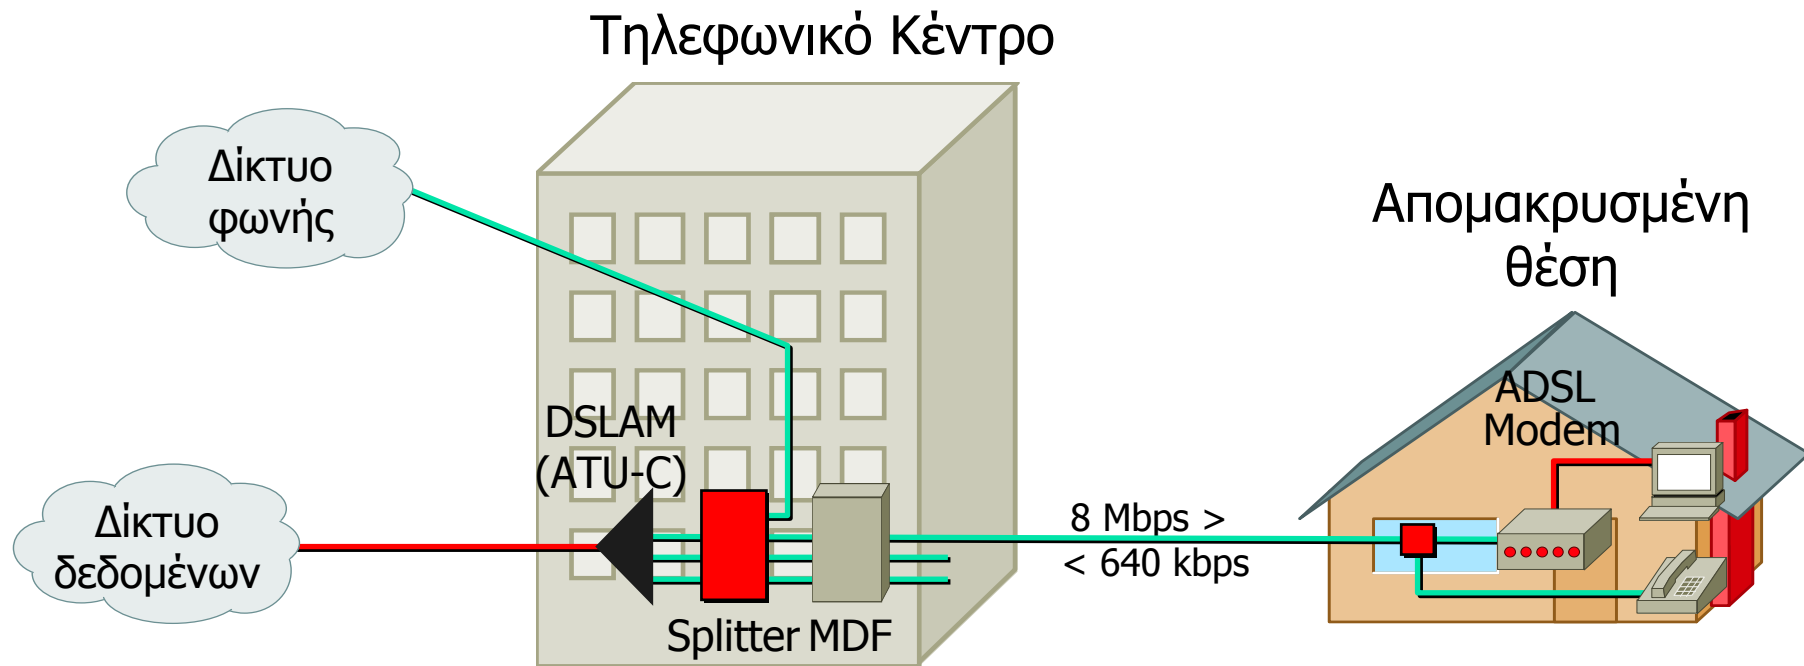 Τηλεφωνικό Κέντρο
Δίκτυο
φωνής
Απομακρυσμένη
θέση
DSLAM
(ATU-C)
ADSL
Modem
Δίκτυο
δεδομένων
8 Mbps >
< 640 kbps
Splitter MDF